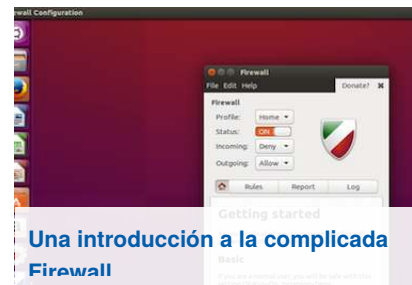 ewall Configuration
Firewall
File Edit Help
Donate!
Firewall
Profile: Home
Status: ON
Incoming: Deny
Outgoing: Allow
Rules Report Log
Getting started
Basic
Una introducción a la complicada
Firewall